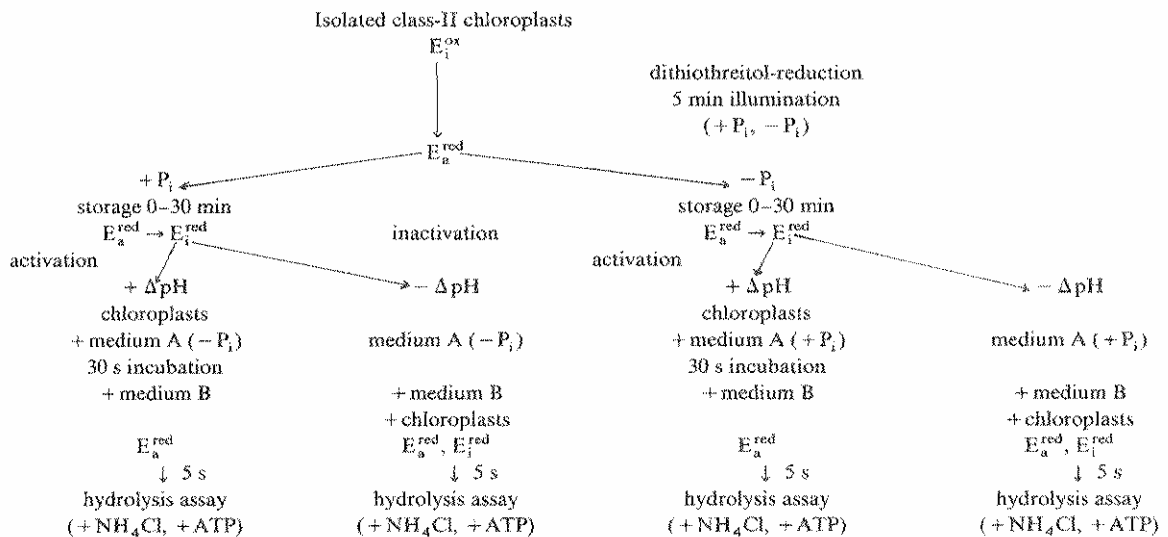 Isolated class-II chloroplasts
E_i^ox
dithiothreitol-reduction
5 min illumination
(+P_i, −P_i)
E_a^red
+ P_i
storage 0–30 min
E_a^red → E_i^red
− P_i
storage 0–30 min
E_a^red → E_i^red
inactivation
activation
activation
+ ΔpH
chloroplasts
+ medium A (−P_i)
30 s incubation
+ medium B
E_a^red
↓ 5 s
hydrolysis assay
(+NH₄Cl, +ATP)
− ΔpH
medium A (−P_i)
+ medium B
+ chloroplasts
E_a^red, E_i^red
↓ 5 s
hydrolysis assay
(+NH₄Cl, +ATP)
+ ΔpH
chloroplasts
+ medium A (+P_i)
30 s incubation
+ medium B
E_a^red
↓ 5 s
hydrolysis assay
(+NH₄Cl, +ATP)
− ΔpH
medium A (+P_i)
+ medium B
+ chloroplasts
E_a^red, E_i^red
↓ 5 s
hydrolysis assay
(+NH₄Cl, +ATP)